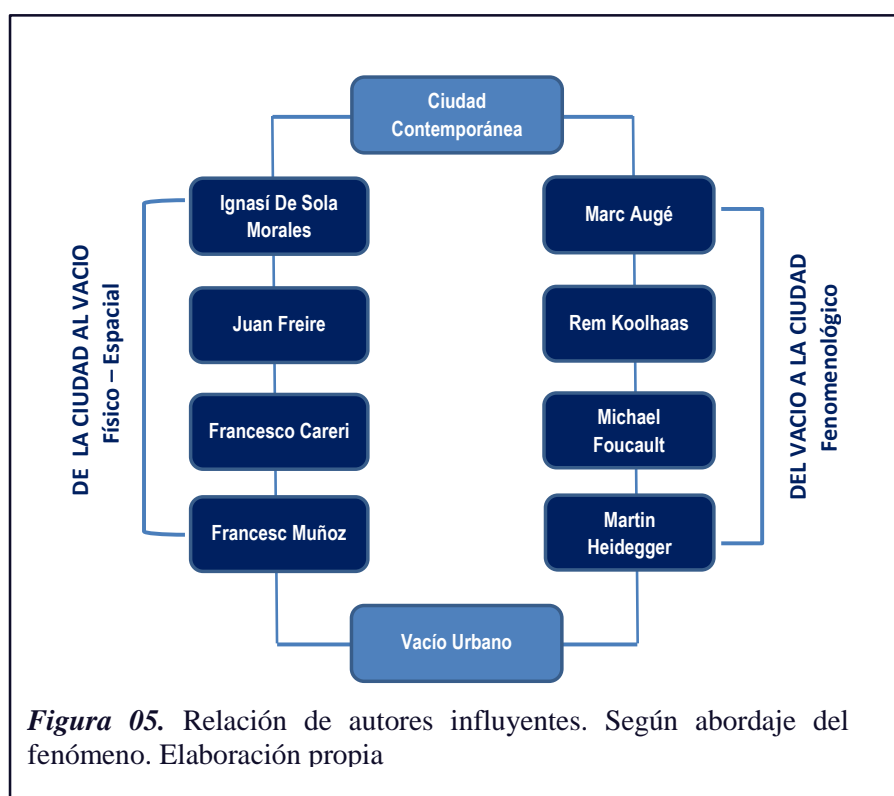 Ciudad
Contemporánea
DE LA CIUDAD AL VACIO
Físico – Espacial
Ignasí De Sola
Morales
Juan Freire
Francesco Careri
Francesc Muñoz
Marc Augé
Rem Koolhaas
Michael
Foucault
Martin
Heidegger
DEL VACIO A LA CIUDAD
Fenomenológico
Vacío Urbano
Figura 05. Relación de autores influyentes. Según abordaje del
fenómeno. Elaboración propia